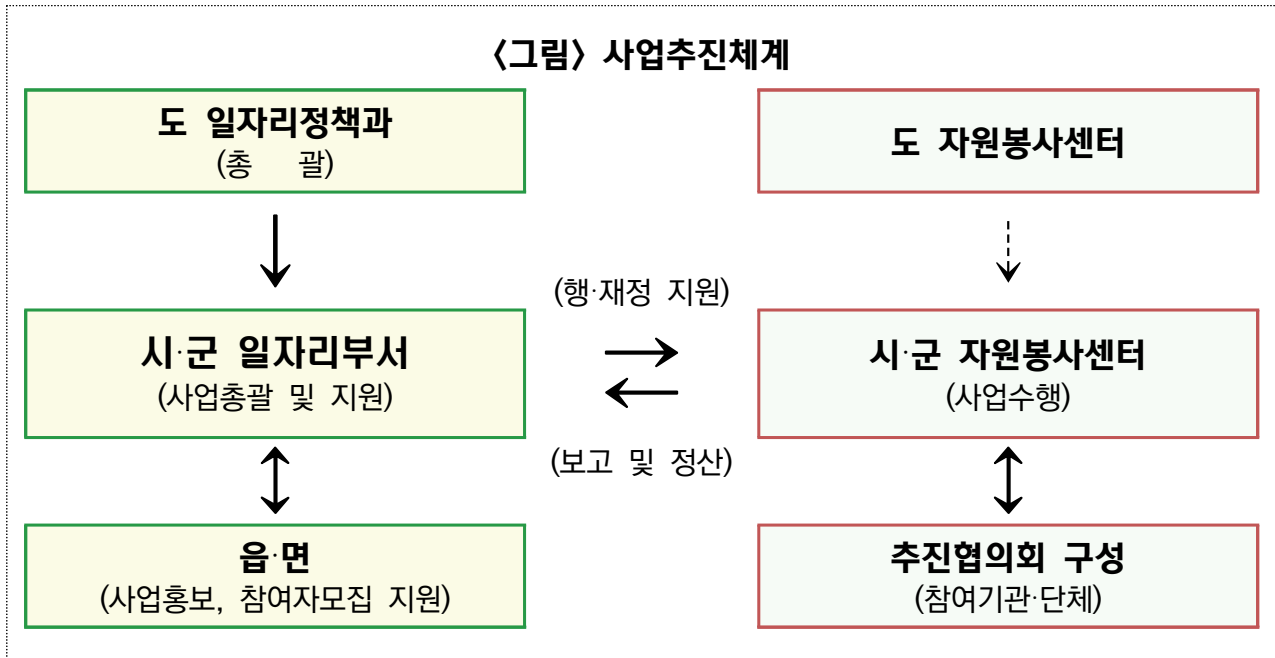 〈그림〉 사업추진체계
도 일자리정책과
(총 괄)
도 자원봉사센터
(행·재정 지원)
시·군 일자리부서
(사업총괄 및 지원)
시·군 자원봉사센터
(사업수행)
(보고 및 정산)
읍·면
(사업홍보, 참여자모집 지원)
추진협의회 구성
(참여기관·단체)